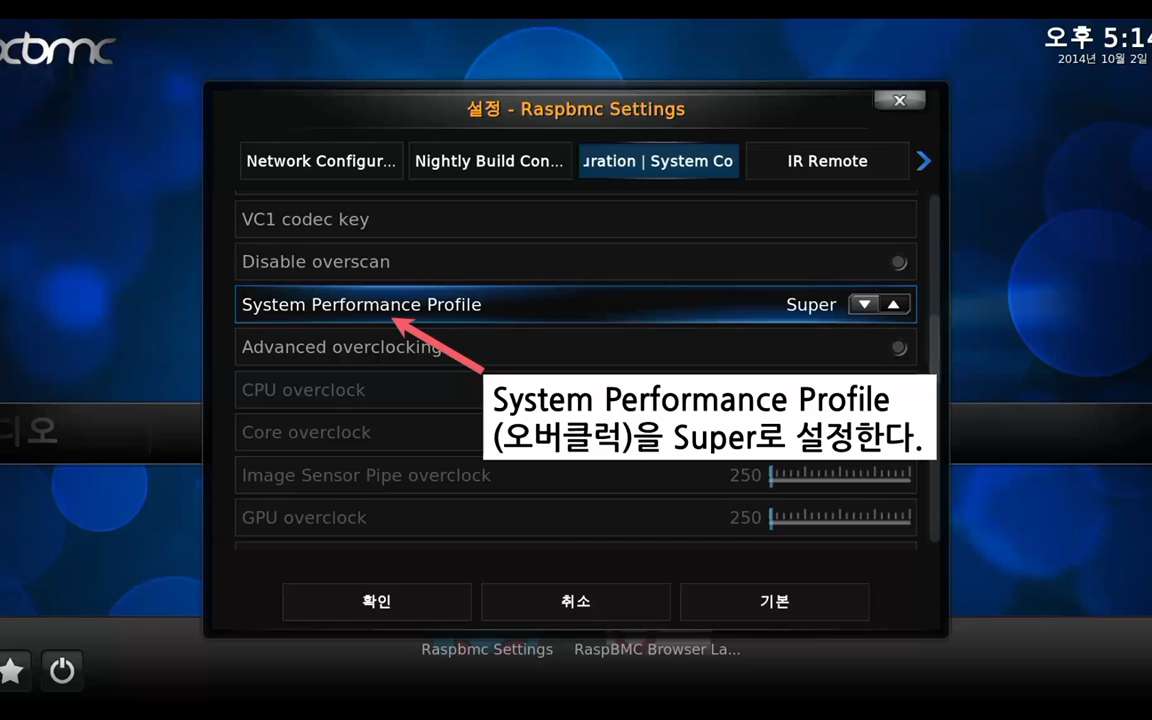 xbmc
오후 5:14
2014년 10월 2일
설정 - Raspbmc Settings
Network Configur...
Nightly Build Con...
uration | System Co
IR Remote
VC1 codec key
Disable overscan
System Performance Profile Super
Advanced overclocking
CPU overclock
System Performance Profile
(오버클럭)을 Super로 설정한다.
Core overclock
Image Sensor Pipe overclock 250
GPU overclock 250
디오
확인
취소
기본
Raspbmc Settings
RaspBMC Browser La...